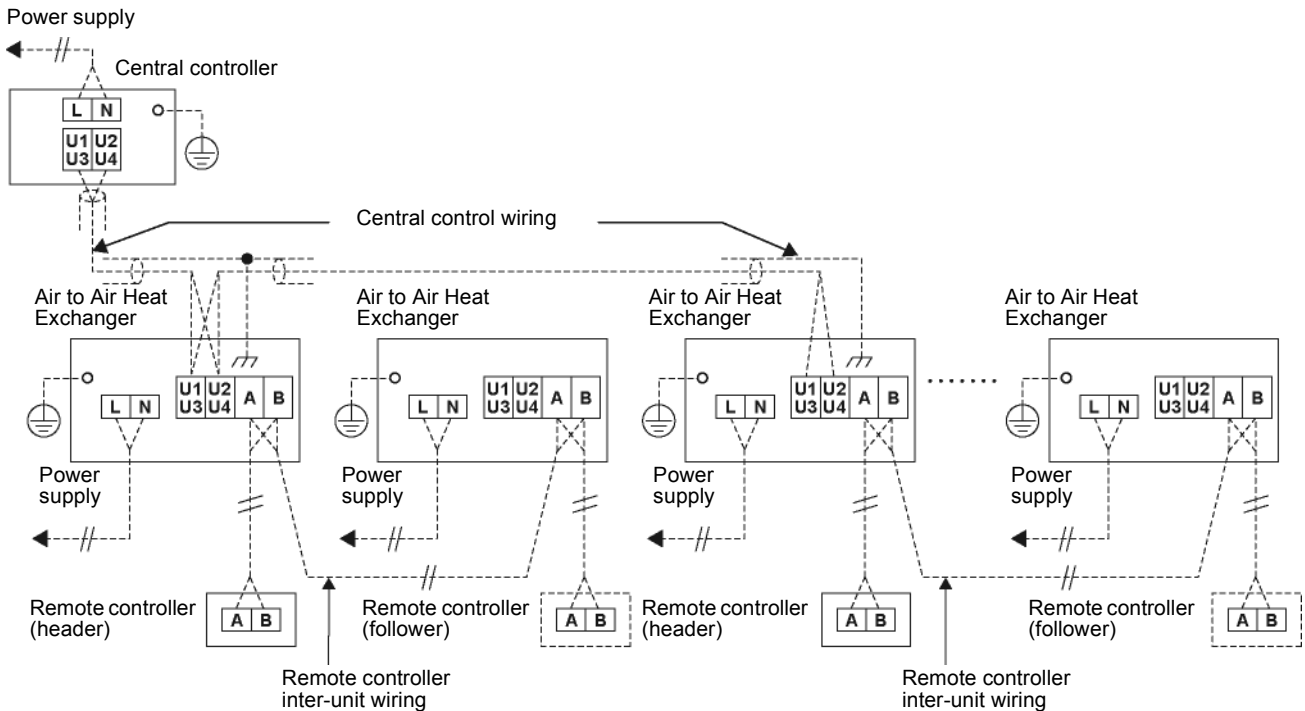 Power supply
Central controller
L N
U1 U2
U3 U4
Central control wiring
Air to Air Heat
Exchanger
Air to Air Heat
Exchanger
Air to Air Heat
Exchanger
Air to Air Heat
Exchanger
L N
U1 U2
U3 U4
A B
L N
U1 U2
U3 U4
A B
L N
U1 U2
U3 U4
A B
L N
U1 U2
U3 U4
A B
Power
supply
Power
supply
Power
supply
Power
supply
Remote controller
(header)
A B
Remote controller
(follower)
A B
Remote controller
(header)
A B
Remote controller
(follower)
A B
Remote controller
inter-unit wiring
Remote controller
inter-unit wiring